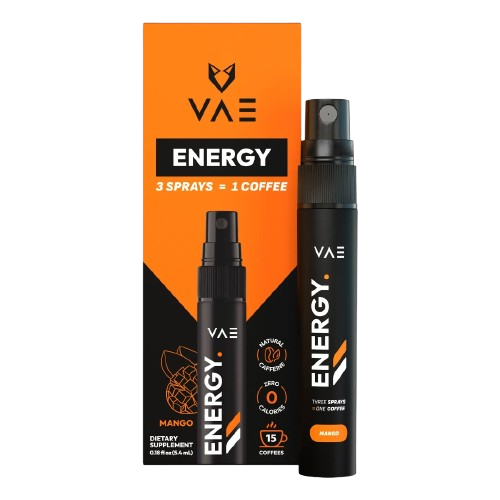 VAE
ENERGY
3 SPRAYS = 1 COFFEE
VAE
ENERGY.
MANGO
DIETARY
SUPPLEMENT
0.18 fl oz (5.4 mL)
NATURAL
CAFFEINE
ZERO
0
CALORIES
15
COFFEES
VAE
ENERGY.
THREE SPRAYS
= ONE COFFEE
MANGO